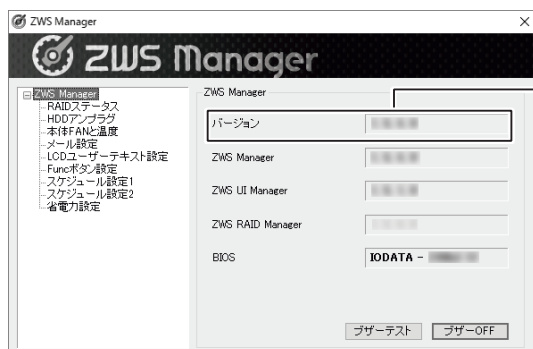 ZWS Manager
ZWS Manager
ZWS Manager
RAIDステータス
HDDアンプラグ
本体FANと温度
メール設定
LCDユーザーテキスト設定
Funcボタン設定
スケジュール設定1
スケジュール設定2
省電力設定
ZWS Manager
バージョン
ZWS Manager
ZWS UI Manager
ZWS RAID Manager
BIOS
IODATA -
ブザーテスト
ブザーOFF